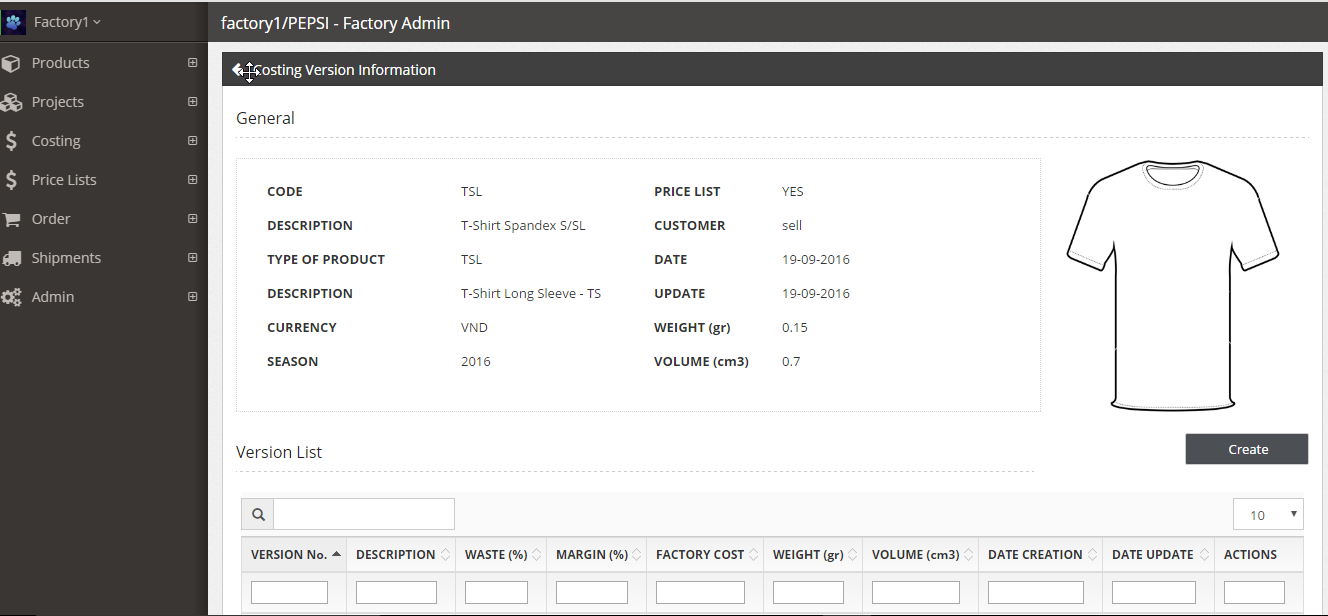 Factory1
factory1/PEPSI - Factory Admin
Products
Projects
Costing
Price Lists
Order
Shipments
Admin
Costing Version Information
General
CODE TSL PRICE LIST YES
DESCRIPTION T-Shirt Spandex S/SL CUSTOMER sell
TYPE OF PRODUCT TSL DATE 19-09-2016
DESCRIPTION T-Shirt Long Sleeve - TS UPDATE 19-09-2016
CURRENCY VND WEIGHT (gr) 0.15
SEASON 2016 VOLUME (cm3) 0.7
Version List
Create
10
VERSION No. DESCRIPTION WASTE (%) MARGIN (%) FACTORY COST WEIGHT (gr) VOLUME (cm3) DATE CREATION DATE UPDATE ACTIONS